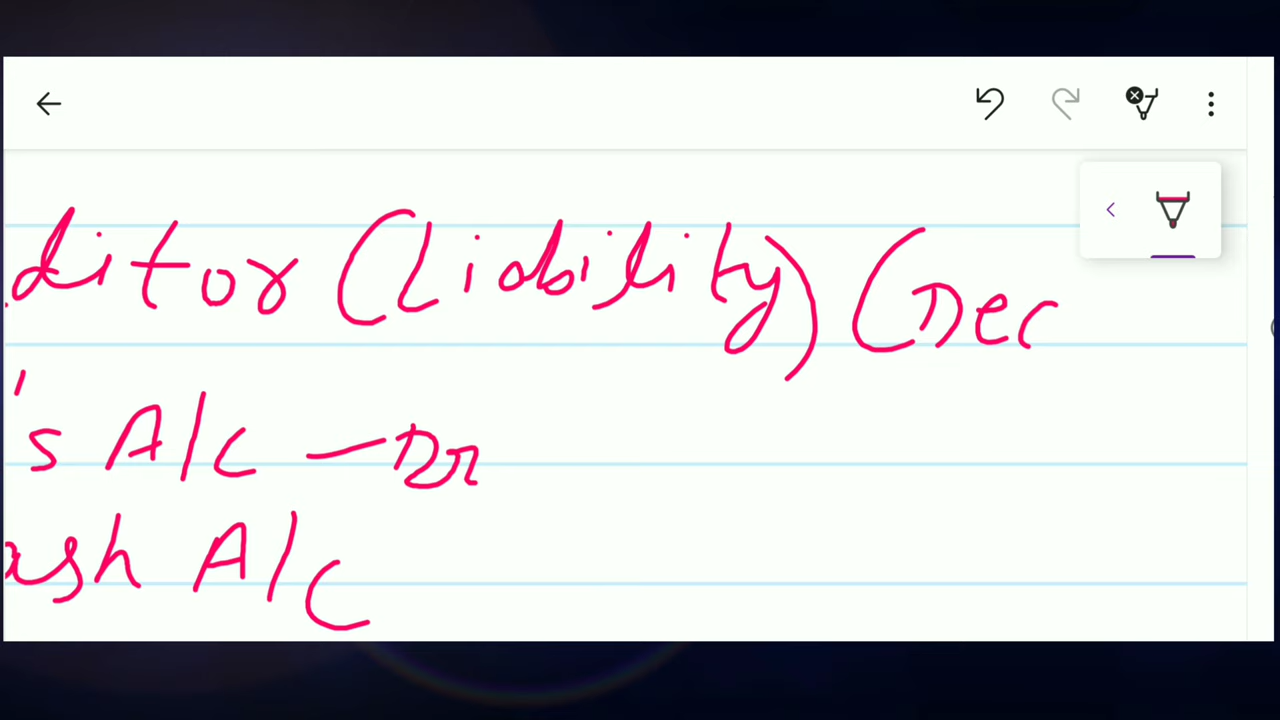 ditor (Liability) (Dec
's A/c — Dr
ash A/c